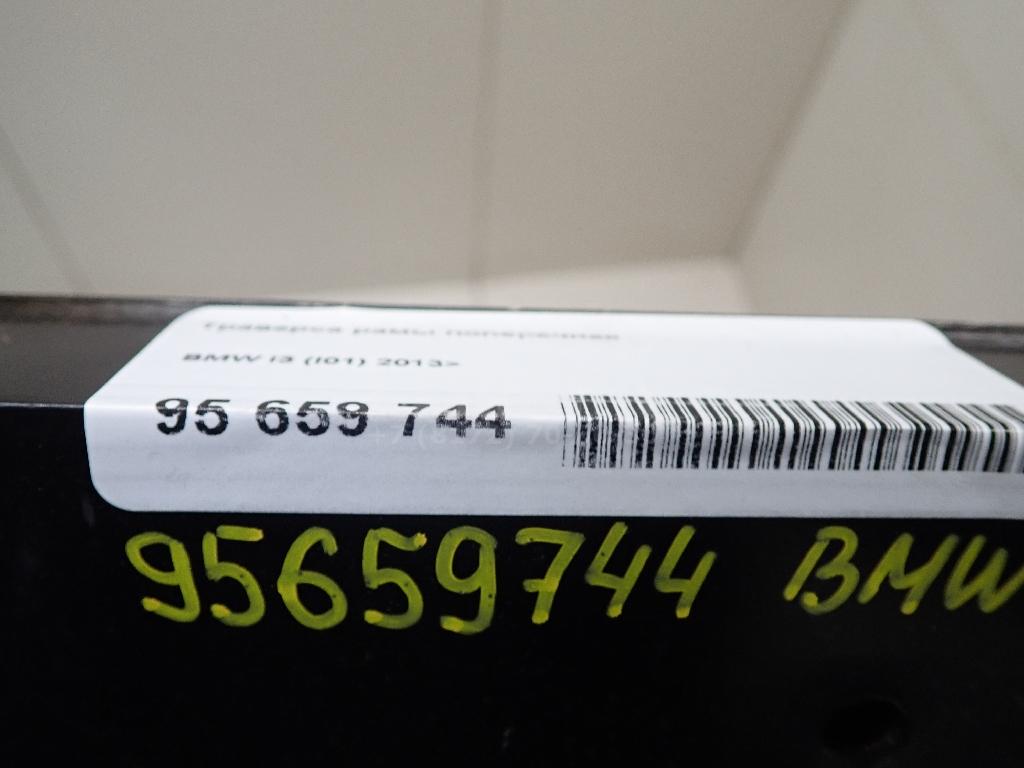 Траверса рамы поперечная
BMW i3 (I01) 2013>
95 659 744
95659744 BMW